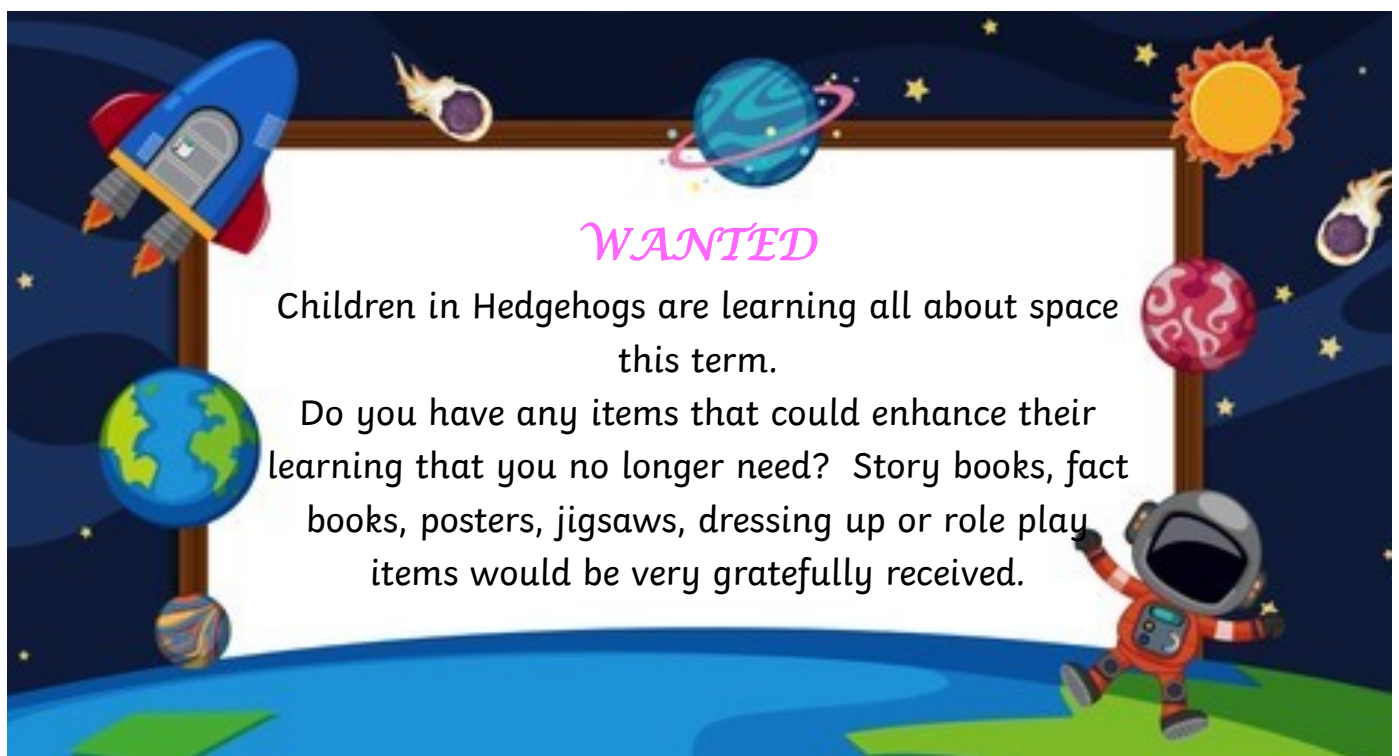 WANTED
Children in Hedgehogs are learning all about space
this term.
Do you have any items that could enhance their
learning that you no longer need?  Story books, fact
books, posters, jigsaws, dressing up or role play
items would be very gratefully received.